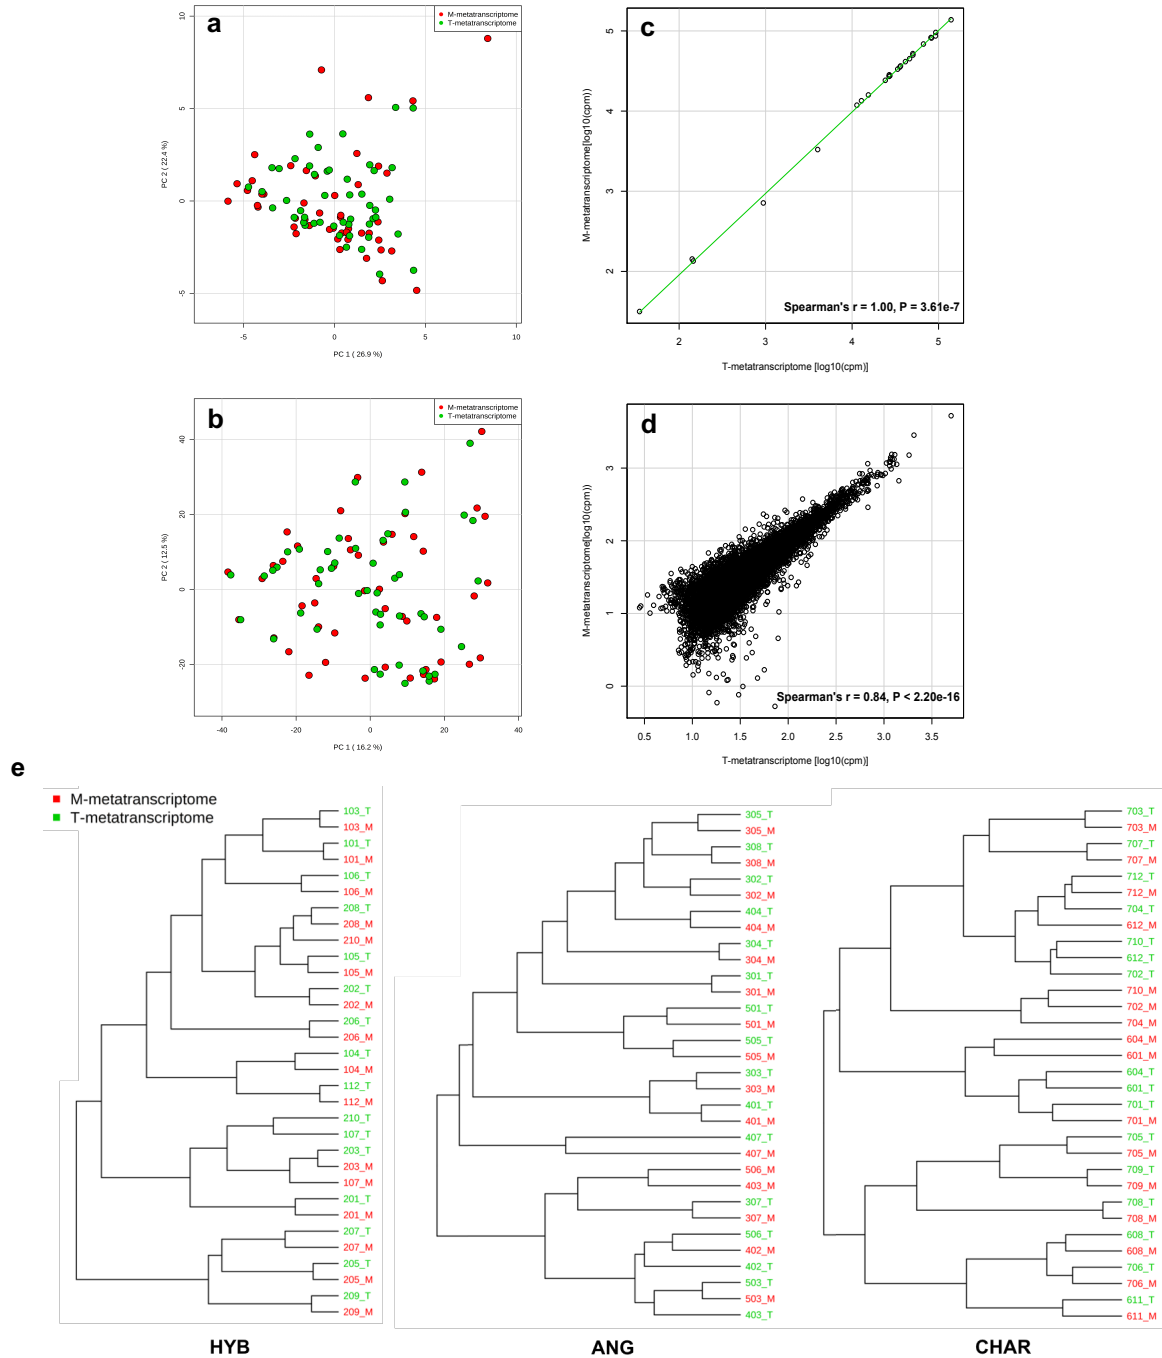 a
M-metatranscriptome
T-metatranscriptome
10
5
0
-5
PC 2 ( 22.4 %)
-5
0
5
10
PC 1 ( 26.9 %)
c
5
4
3
2
M-metatranscriptome[log10(cpm))
Spearman's r = 1.00, P = 3.61e-7
2
3
4
5
T-metatranscriptome [log10(cpm)]
b
M-metatranscriptome
T-metatranscriptome
40
20
0
-20
PC 2 ( 12.5 %)
-40
-20
0
20
40
PC 1 ( 16.2 %)
d
3
2
1
0
M-metatranscriptome[log10(cpm))
Spearman's r = 0.84, P < 2.20e-16
0.5
1.0
1.5
2.0
2.5
3.0
3.5
T-metatranscriptome [log10(cpm)]
e
M-metatranscriptome
T-metatranscriptome
103_T
103_M
101_T
101_M
106_T
106_M
208_T
208_M
210_M
105_T
105_M
202_T
202_M
206_T
206_M
104_T
104_M
112_T
112_M
210_T
107_T
203_T
203_M
107_M
201_T
201_M
207_T
207_M
205_T
205_M
209_T
209_M
HYB
305_T
305_M
308_T
308_M
302_T
302_M
404_T
404_M
304_T
304_M
301_T
301_M
501_T
501_M
505_T
505_M
303_T
303_M
401_T
401_M
407_T
407_M
506_M
403_M
307_T
307_M
506_T
402_M
402_T
503_T
503_M
403_T
ANG
703_T
703_M
707_T
707_M
712_T
712_M
704_T
612_M
710_T
612_T
702_T
710_M
702_M
704_M
604_M
601_M
604_T
601_T
701_T
701_M
705_T
705_M
709_T
709_M
708_T
708_M
608_T
608_M
706_T
706_M
611_T
611_M
CHAR